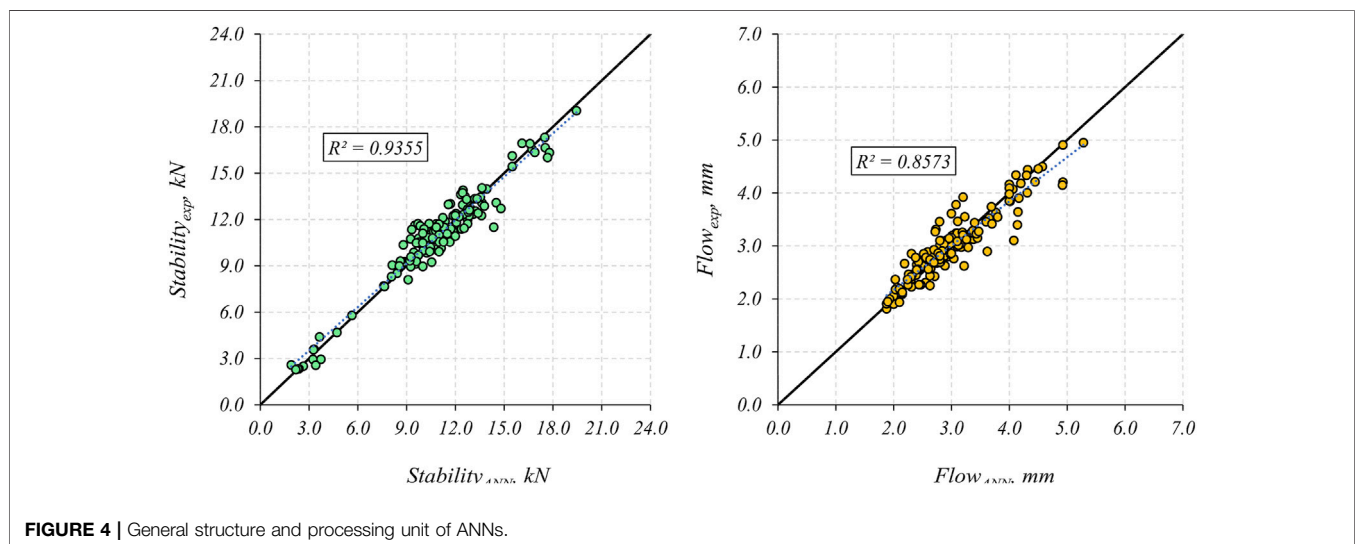 24.0
21.0
18.0
15.0
12.0
9.0
6.0
3.0
0.0
Stability_exp, kN
R² = 0.9355
0.0 3.0 6.0 9.0 12.0 15.0 18.0 21.0 24.0
Stability_ANN, kN
7.0
6.0
5.0
4.0
3.0
2.0
1.0
0.0
Flow_exp, mm
R² = 0.8573
0.0 1.0 2.0 3.0 4.0 5.0 6.0 7.0
Flow_ANN, mm
FIGURE 4 | General structure and processing unit of ANNs.